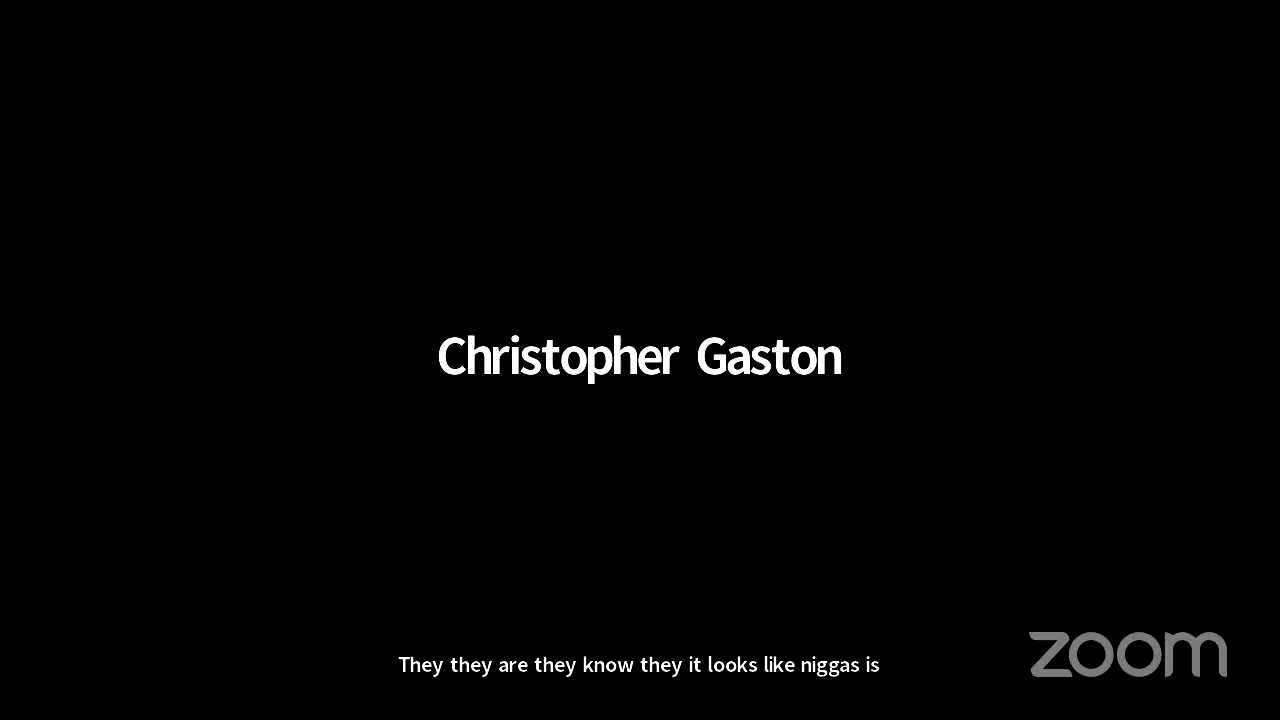 Christopher Gaston
They they are they know they it looks like niggas is
zoom